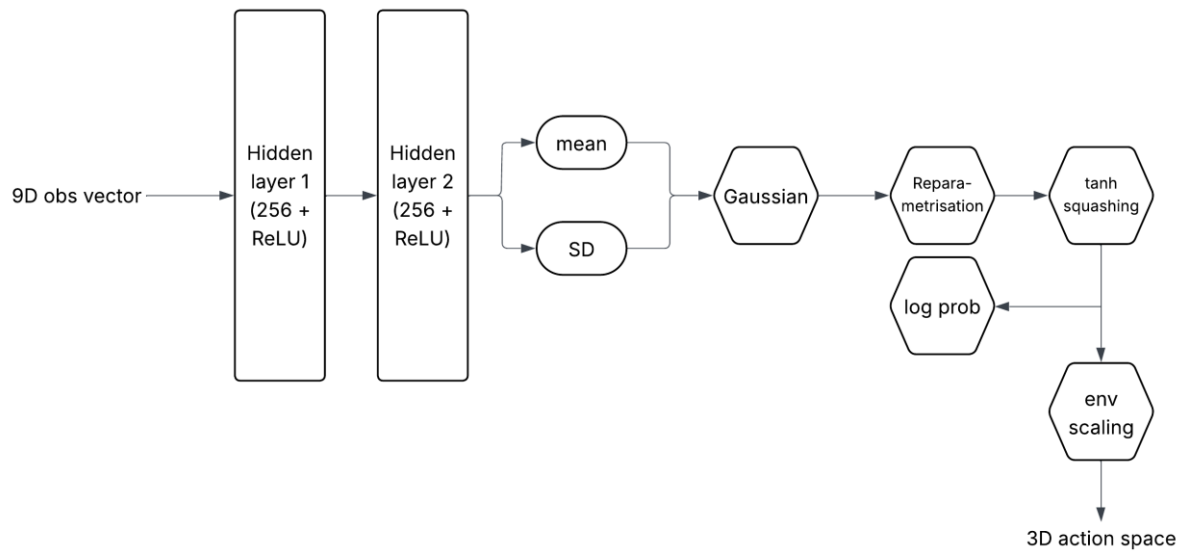 9D obs vector
Hidden
layer 1
(256 +
ReLU)
Hidden
layer 2
(256 +
ReLU)
mean
SD
Gaussian
Repara-
metrisation
tanh
squashing
log prob
env
scaling
3D action space